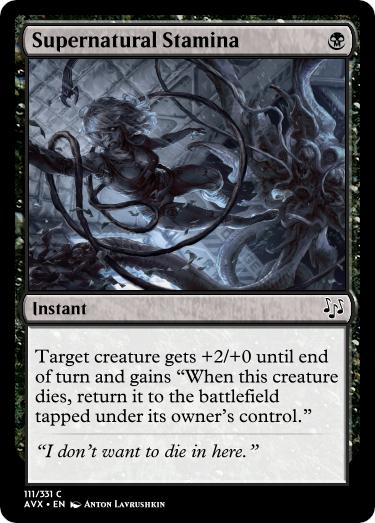 Supernatural Stamina
Instant
Target creature gets +2/+0 until end
of turn and gains “When this creature
dies, return it to the battlefield
tapped under its owner’s control.”
“I don’t want to die in here.”
111/331 C
AVX • EN Anton Lavrushkin